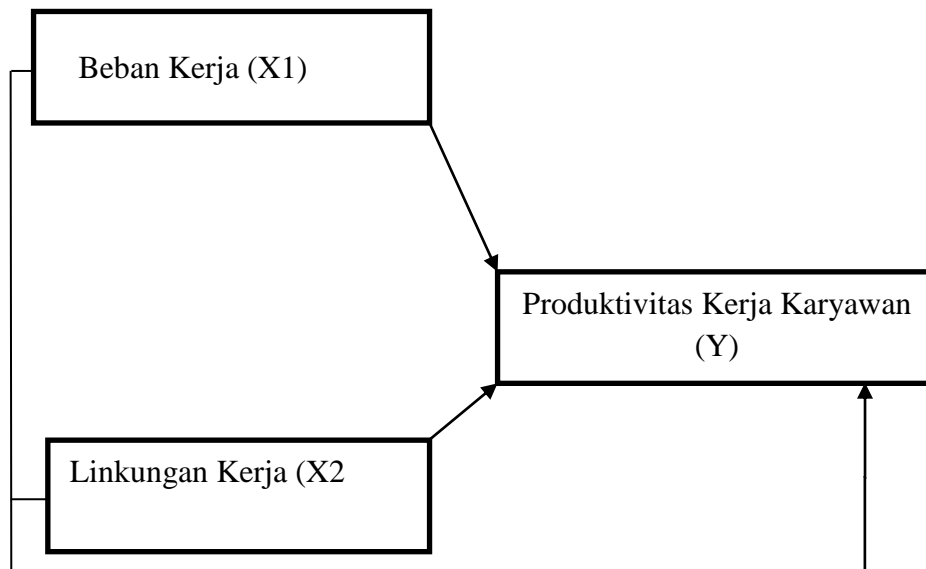 Beban Kerja (X1)
Produktivitas Kerja Karyawan
(Y)
Linkungan Kerja (X2